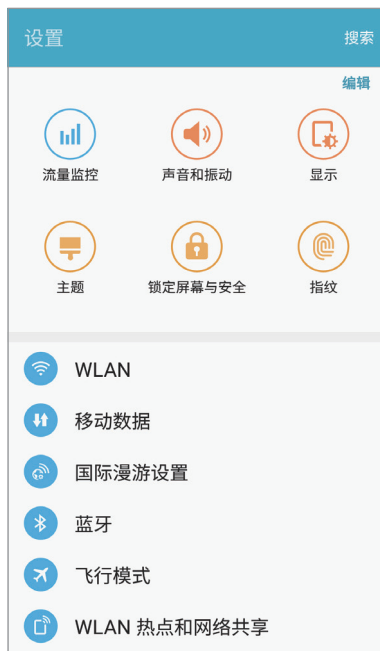 设置 搜索
编辑
流量监控 声音和振动 显示
主题 锁定屏幕与安全 指纹
WLAN
移动数据
国际漫游设置
蓝牙
飞行模式
WLAN 热点和网络共享